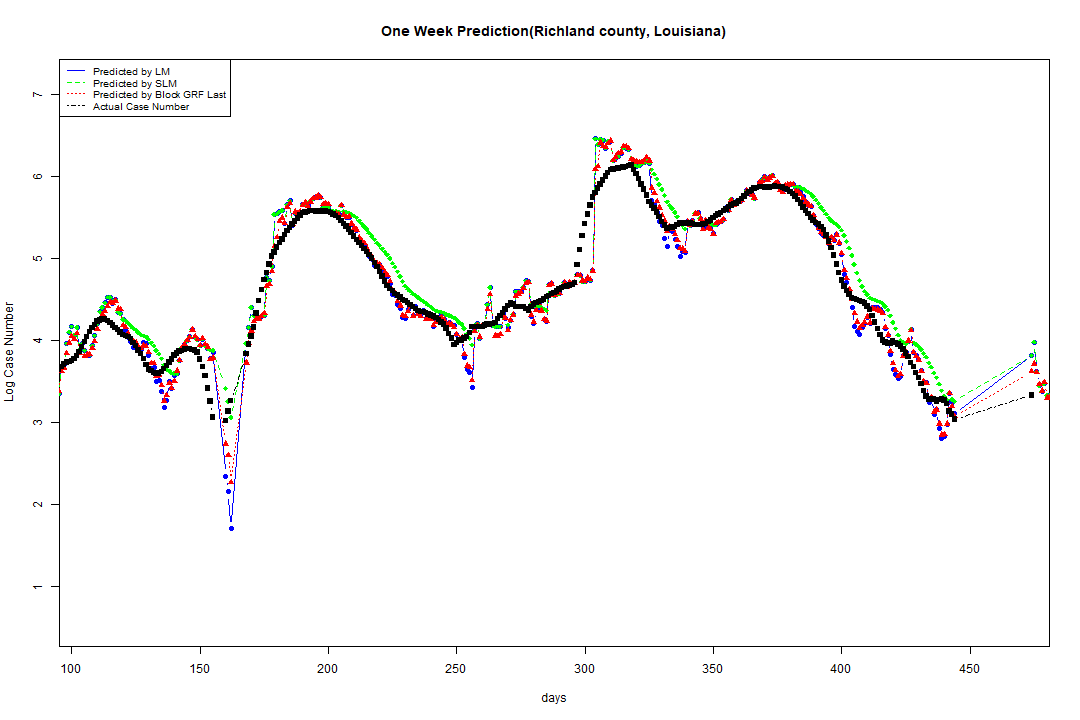 One Week Prediction(Richland county, Louisiana)
Predicted by LM
Predicted by SLM
Predicted by Block GRF Last
Actual Case Number
7
6
5
4
3
2
1
Log Case Number
100 150 200 250 300 350 400 450
days